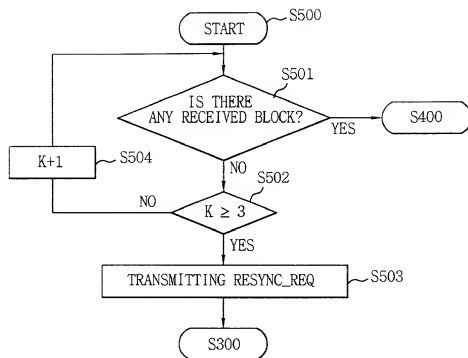 S500
START
S501
IS THERE
ANY RECEIVED BLOCK?
YES
S400
K+1
S504
NO
S502
NO
K ≥ 3
YES
TRANSMITTING RESYNC_REQ
S503
S300